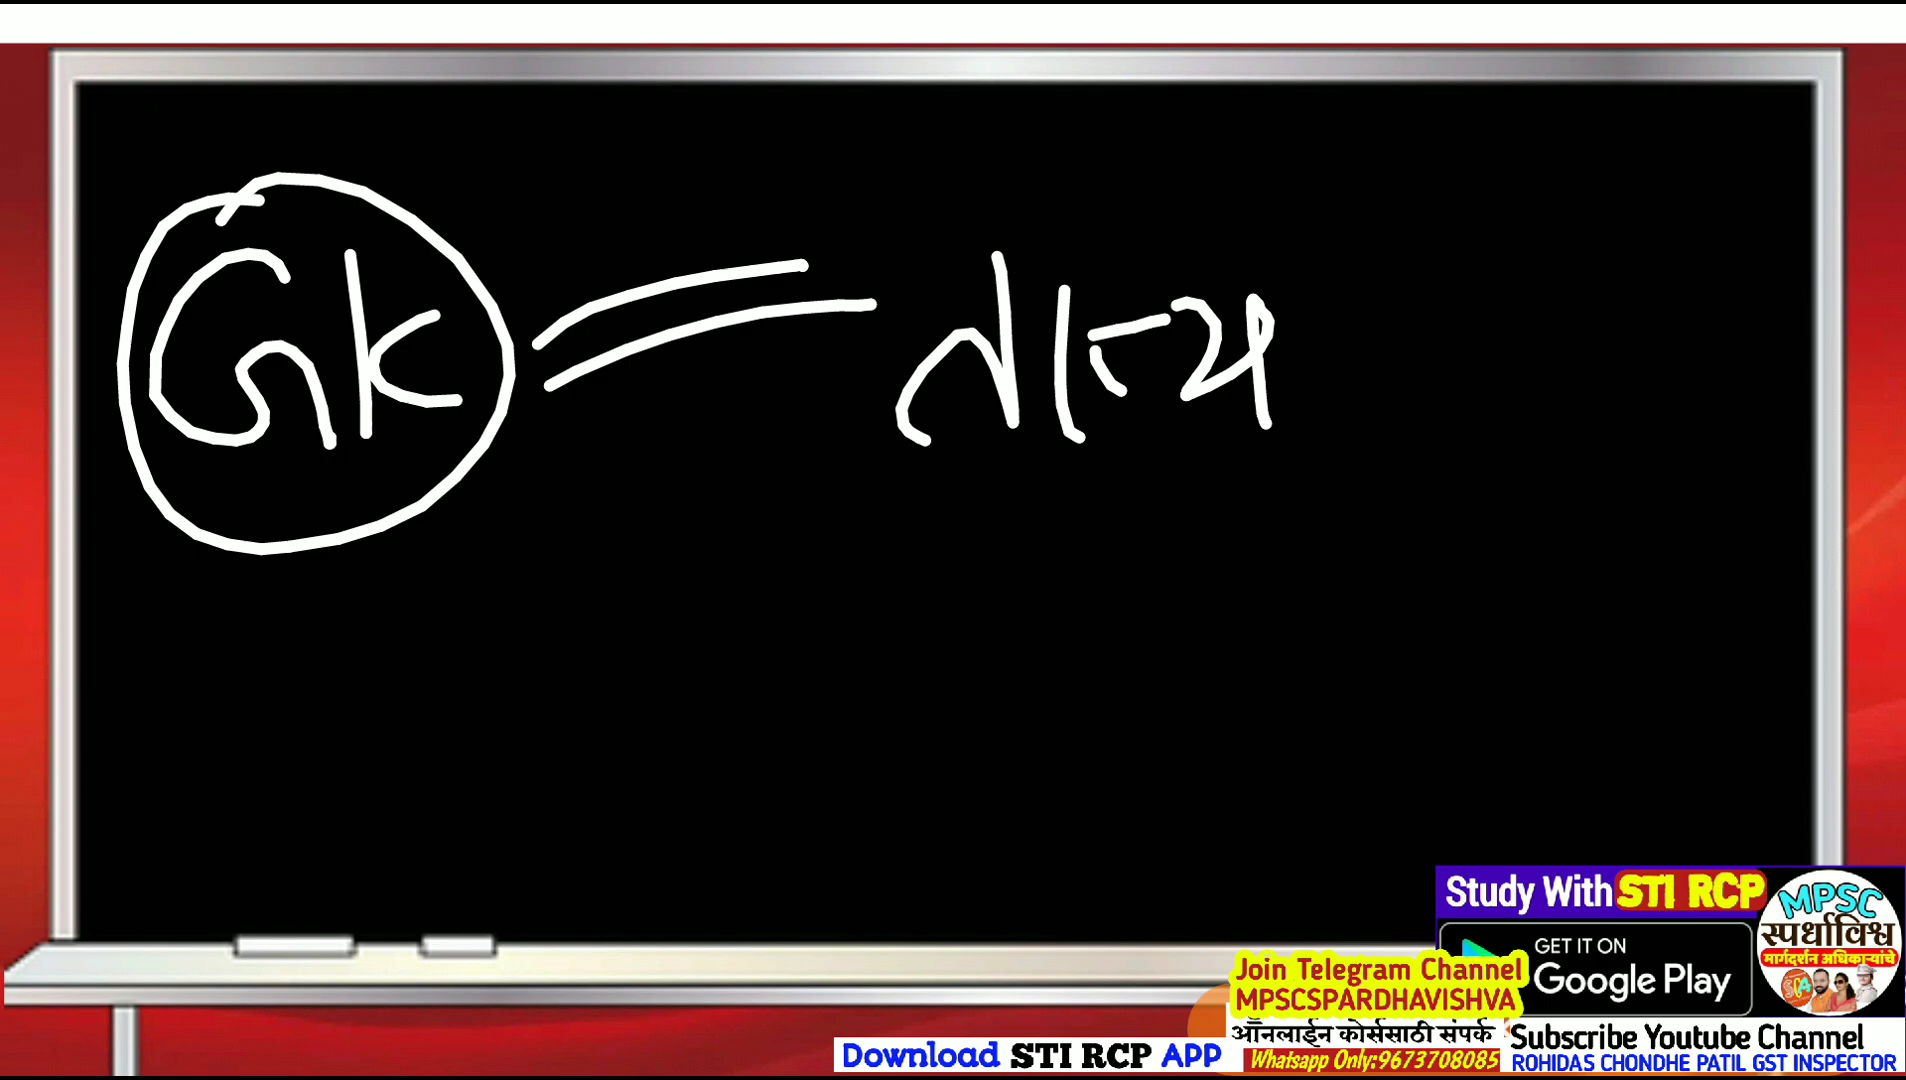 GK = तात्य
Study With STI RCP
MPSC
स्पर्धाविश्व
मार्गदर्शन अधिकाऱ्यांचे
GET IT ON
Google Play
Join Telegram Channel
MPSCSPARDHAVISHVA
ऑनलाईन कोर्ससाठी संपर्क
Whatsapp Only:9673708085
Download STI RCP APP
Subscribe Youtube Channel
ROHIDAS CHONDHE PATIL GST INSPECTOR